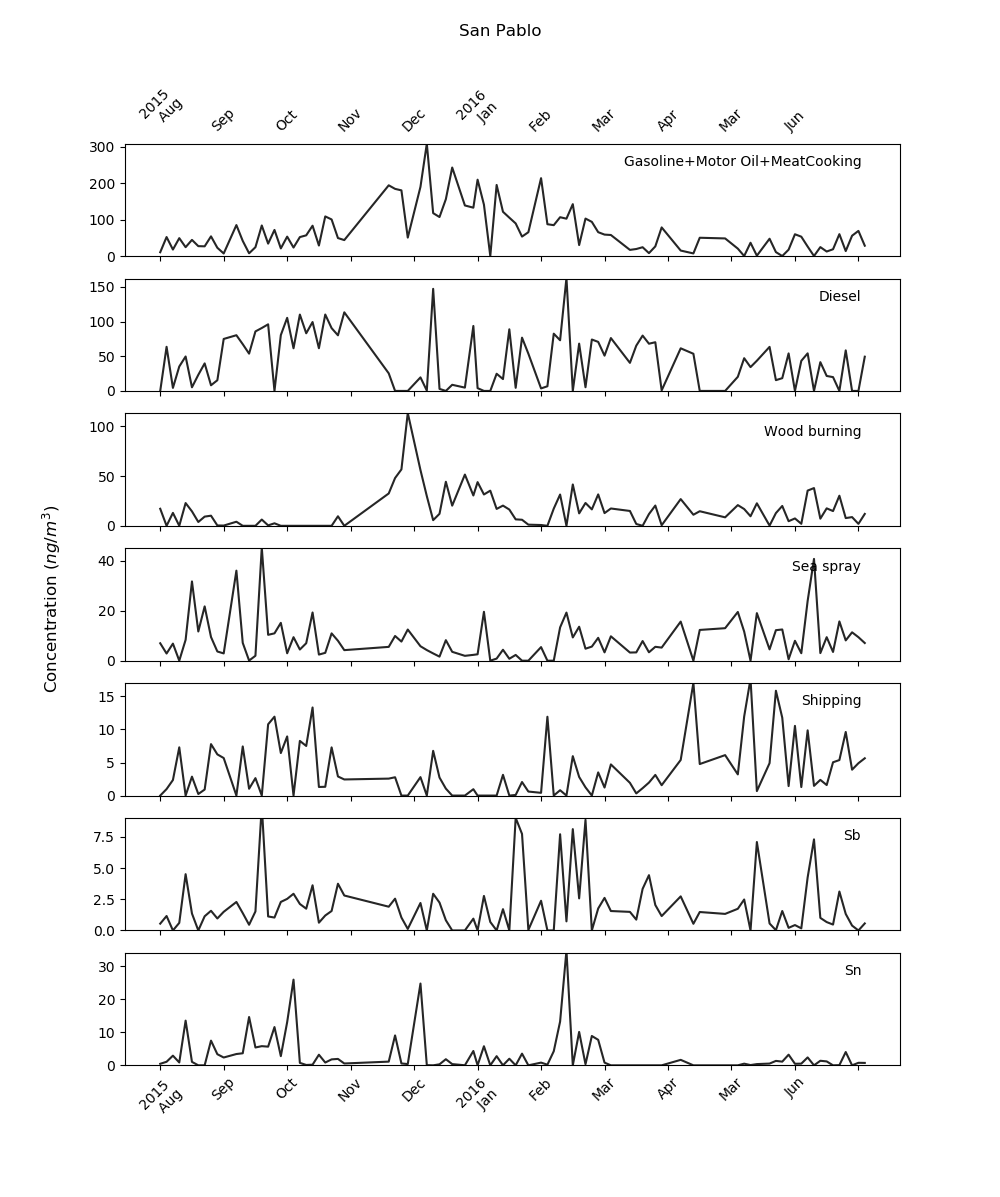 San Pablo
2015
Aug
Sep
Oct
Nov
Dec
2016
Jan
Feb
Mar
Apr
Mar
Jun
Gasoline+Motor Oil+MeatCooking
300
200
100
0
Diesel
150
100
50
0
Wood burning
100
50
0
Concentration (ng/m³)
Sea spray
40
20
0
Shipping
15
10
5
0
Sb
7.5
5.0
2.5
0.0
Sn
30
20
10
0
2015
Aug
Sep
Oct
Nov
Dec
2016
Jan
Feb
Mar
Apr
Mar
Jun